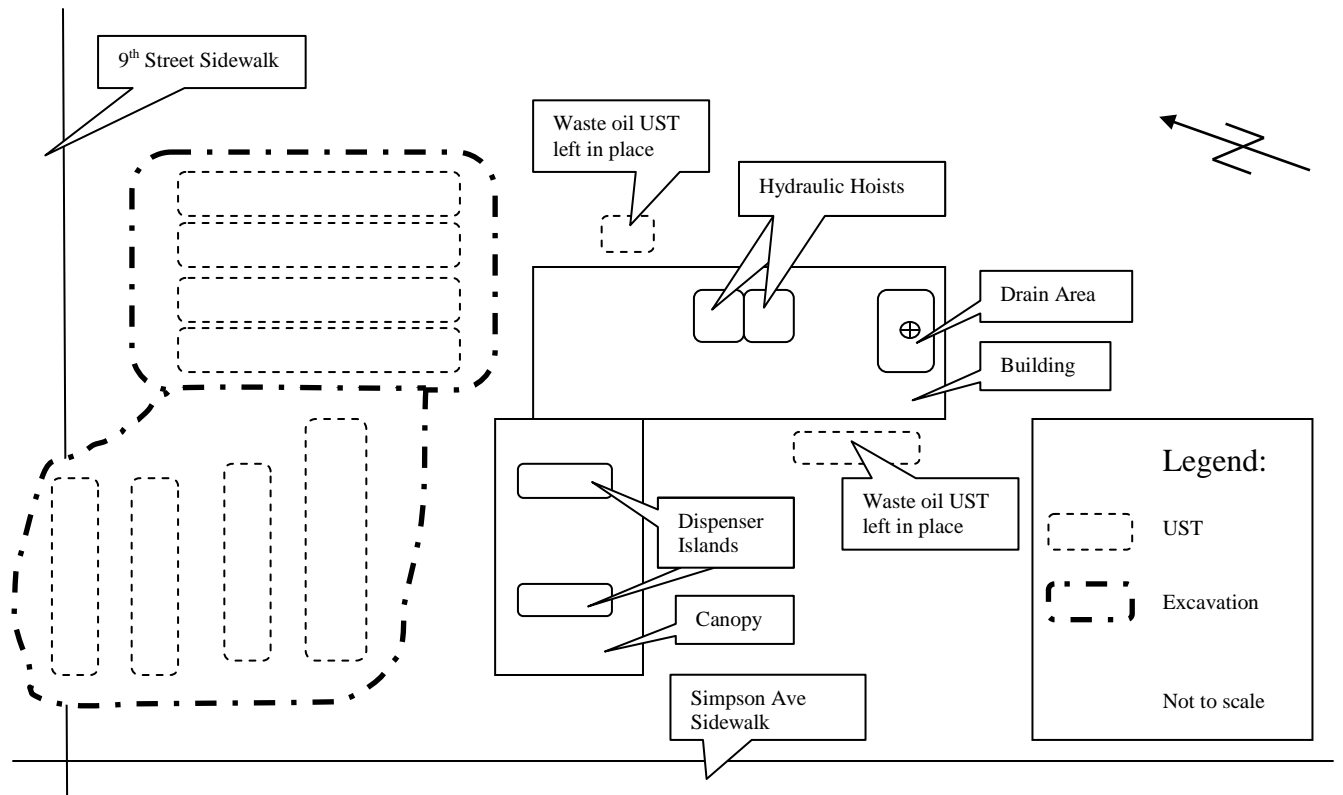 9th Street Sidewalk
Waste oil UST
left in place
Hydraulic Hoists
Drain Area
Building
Legend:
UST
Excavation
Not to scale
Waste oil UST
left in place
Dispenser
Islands
Canopy
Simpson Ave
Sidewalk